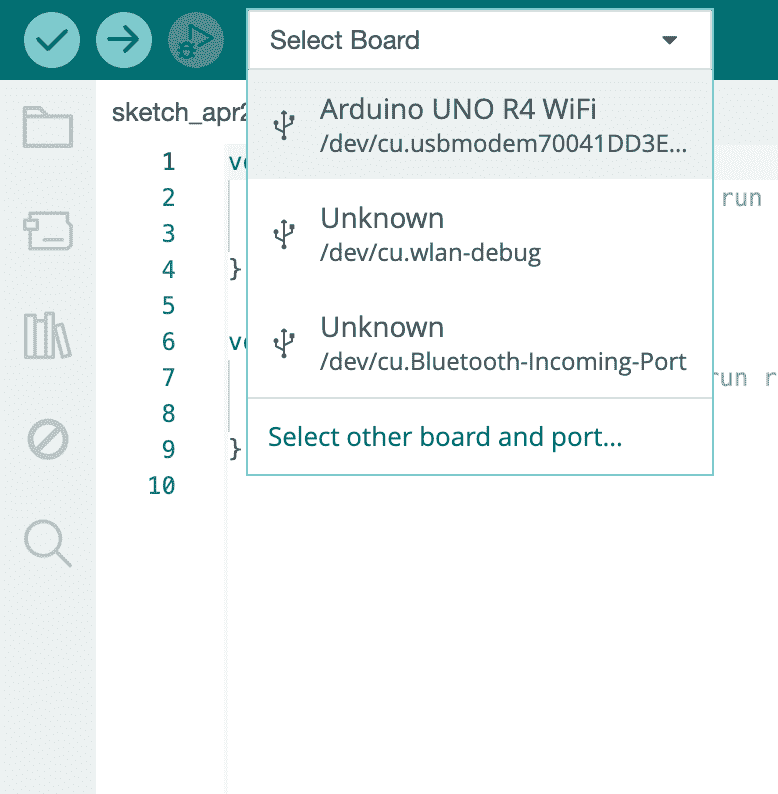 Select Board
Arduino UNO R4 WiFi
/dev/cu.usbmodem70041DD3E...
Unknown
/dev/cu.wlan-debug
Unknown
/dev/cu.Bluetooth-Incoming-Port
Select other board and port...
sketch_apr2
1
2 run
3
4 }
5
6
7 run
8
9 }
10